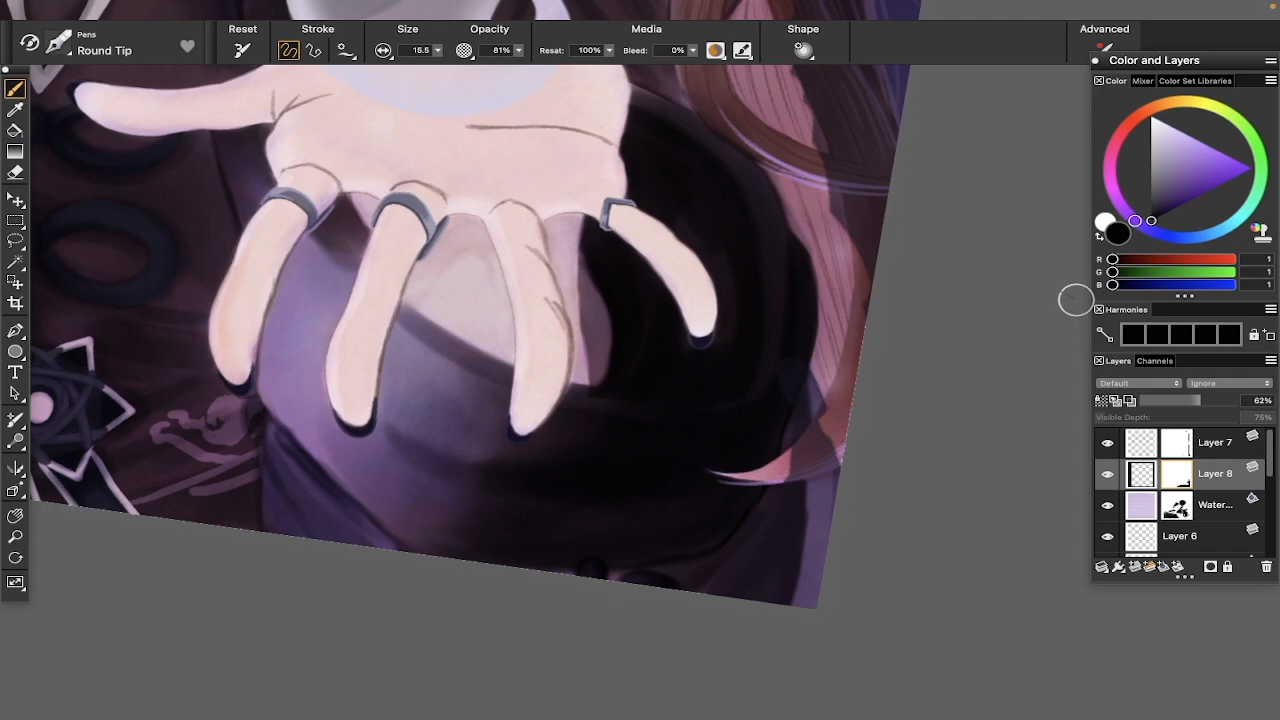 Pens
Round Tip
Reset
Stroke
Size
Opacity
Media
Shape
Advanced
15.5
81%
Resat: 100%
Bleed: 0%
Color and Layers
Color Mixer Color Set Libraries
R 1
G 1
B 1
Harmonies
Layers Channels
Default Ignore
62%
Visible Depth: 75%
Layer 7
Layer 8
Water...
Layer 6
T